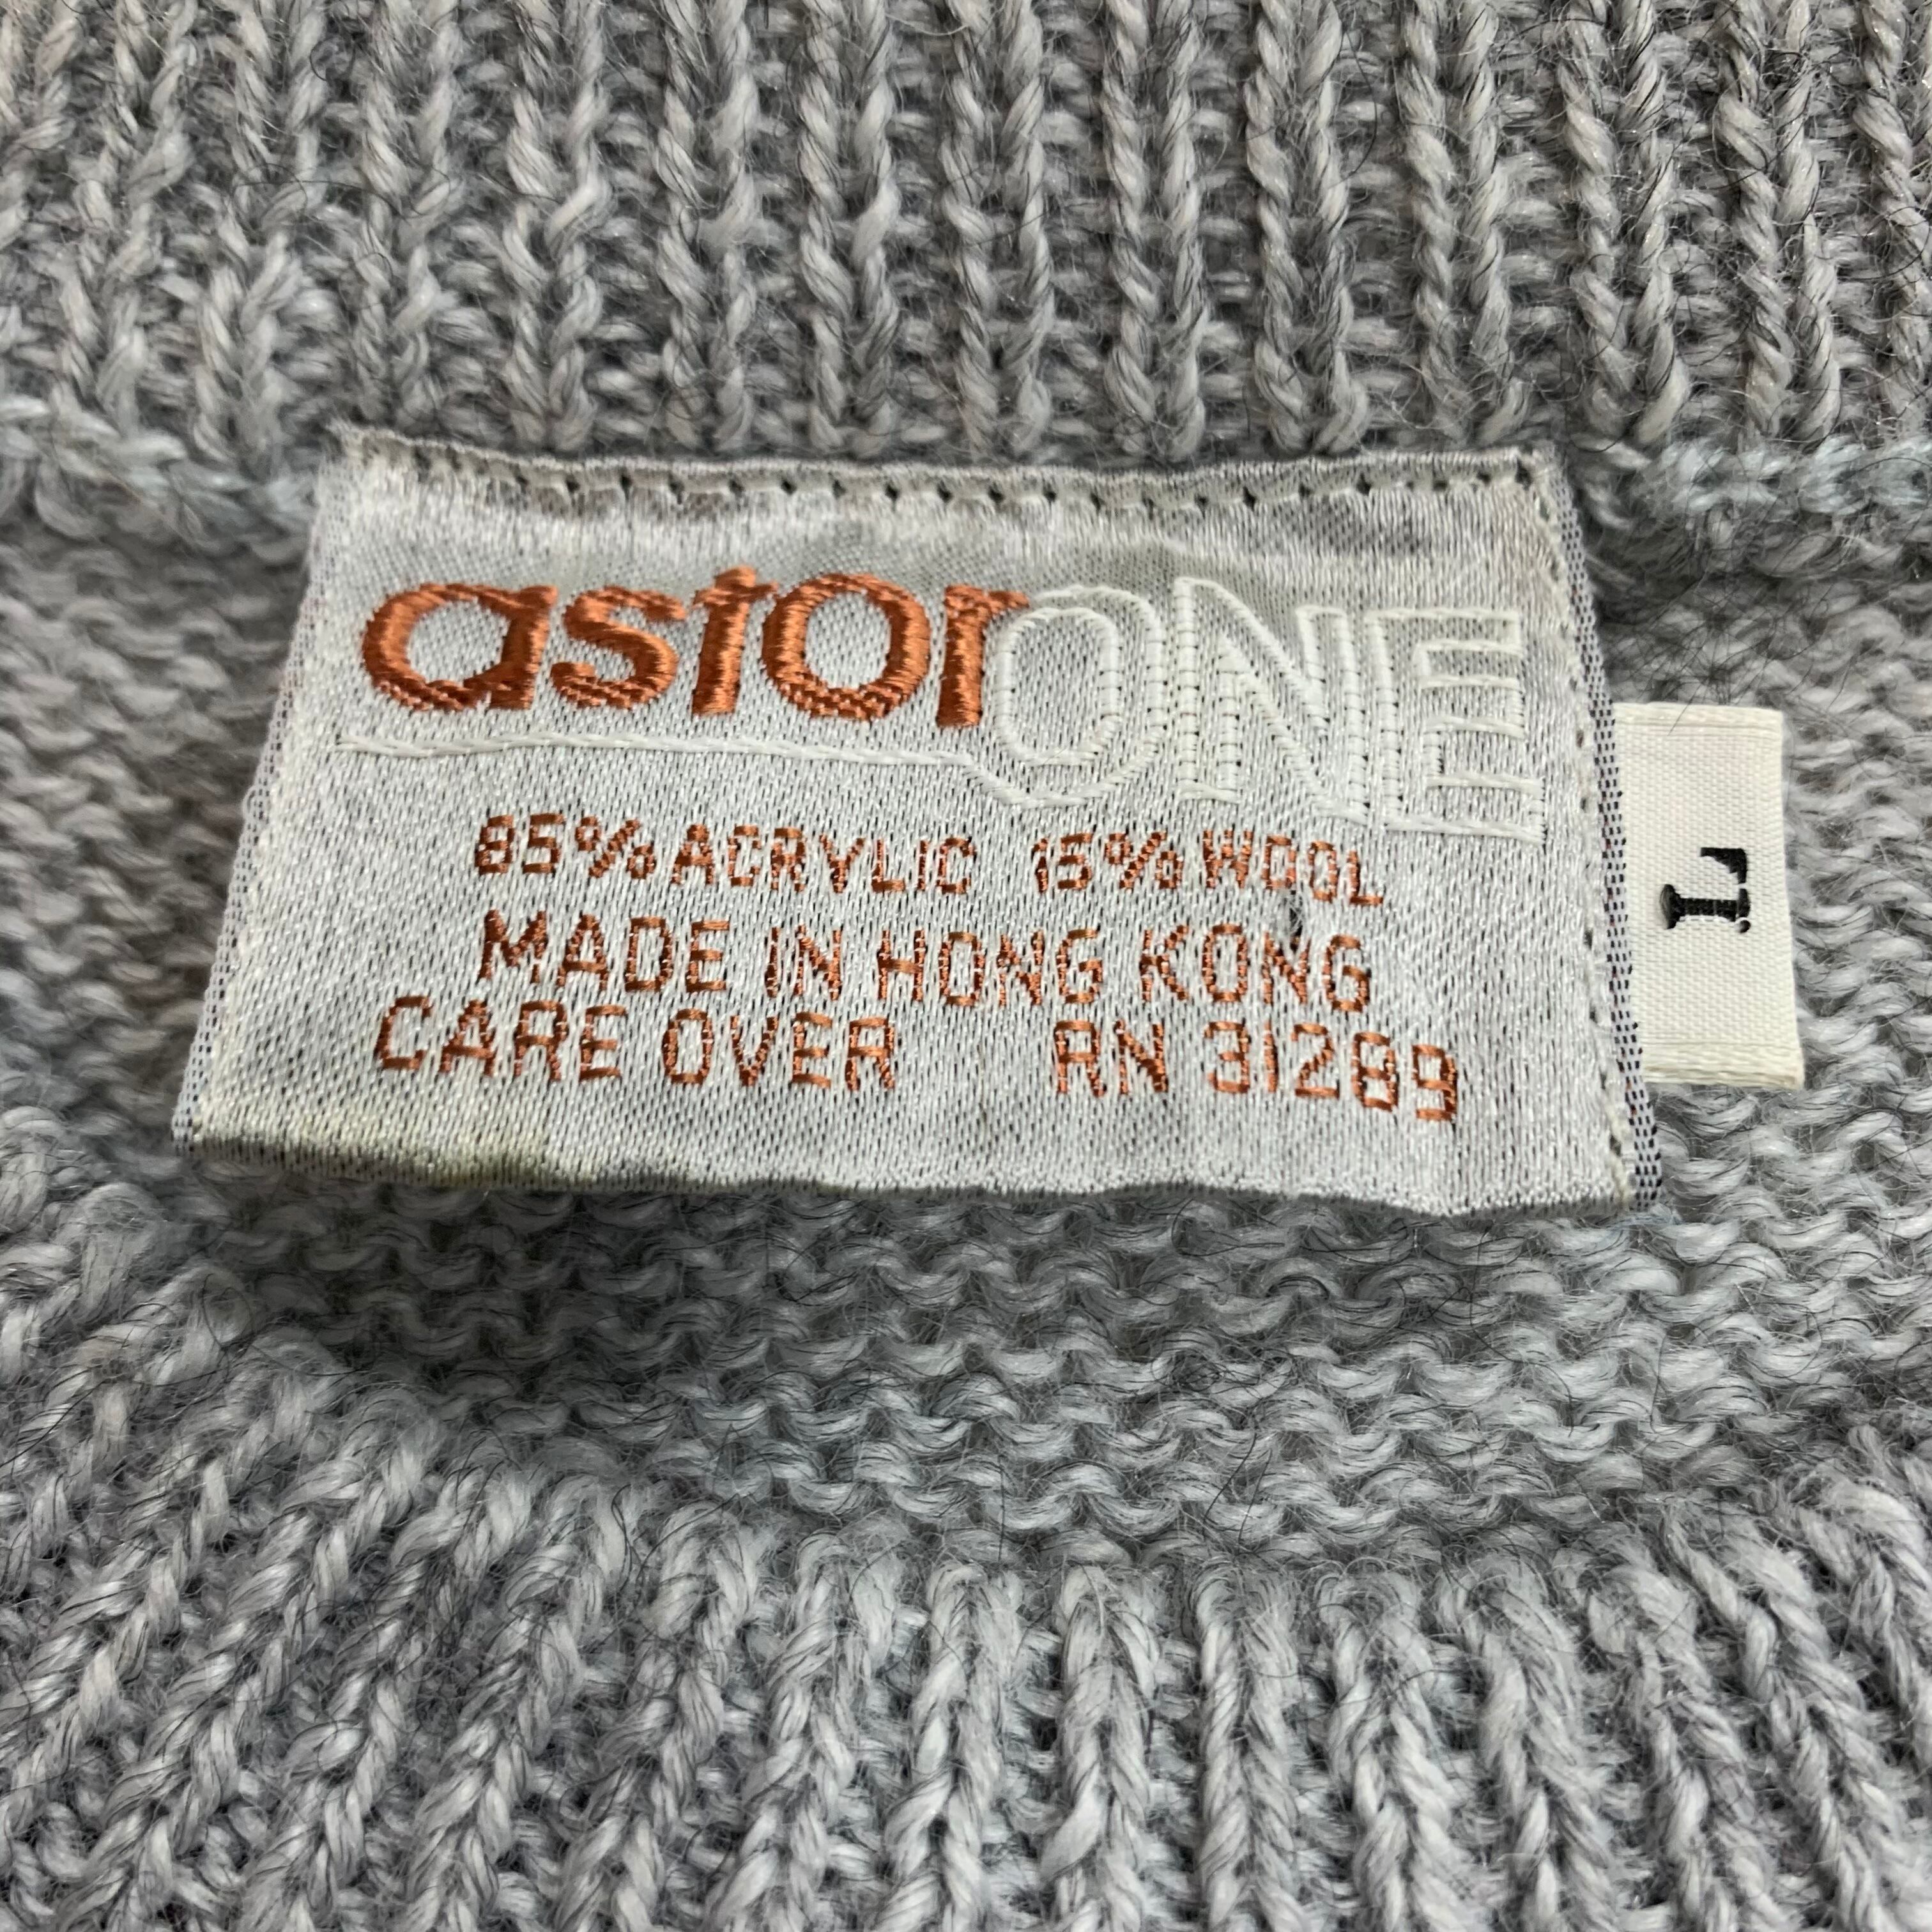 astorONE
85% ACRYLIC 15% WOOL
MADE IN HONG KONG
CARE OVER RN 31289
L